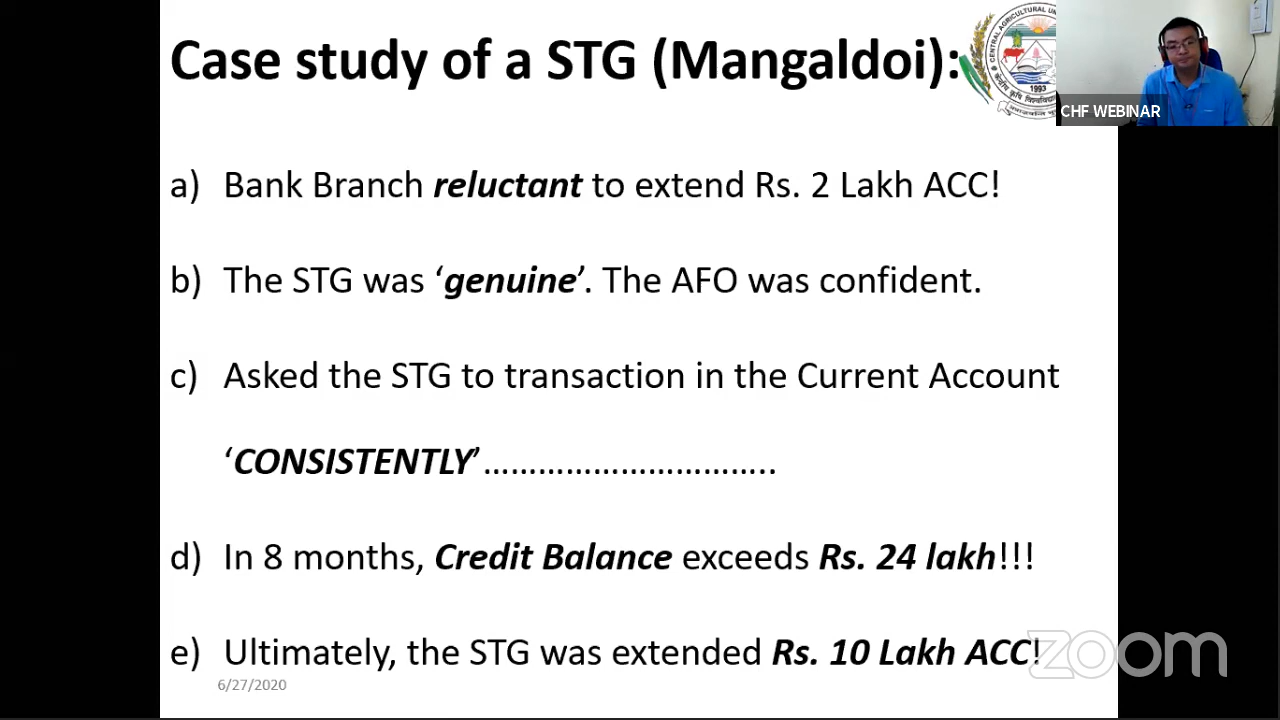 Case study of a STG (Mangaldoi):
CENTRAL AGRICULTURAL UN
1993
CHF WEBINAR
a) Bank Branch reluctant to extend Rs. 2 Lakh ACC!
b) The STG was ‘genuine’. The AFO was confident.
c) Asked the STG to transaction in the Current Account
‘CONSISTENTLY’…………………………..
d) In 8 months, Credit Balance exceeds Rs. 24 lakh!!!
e) Ultimately, the STG was extended Rs. 10 Lakh ACC!
zoom
6/27/2020